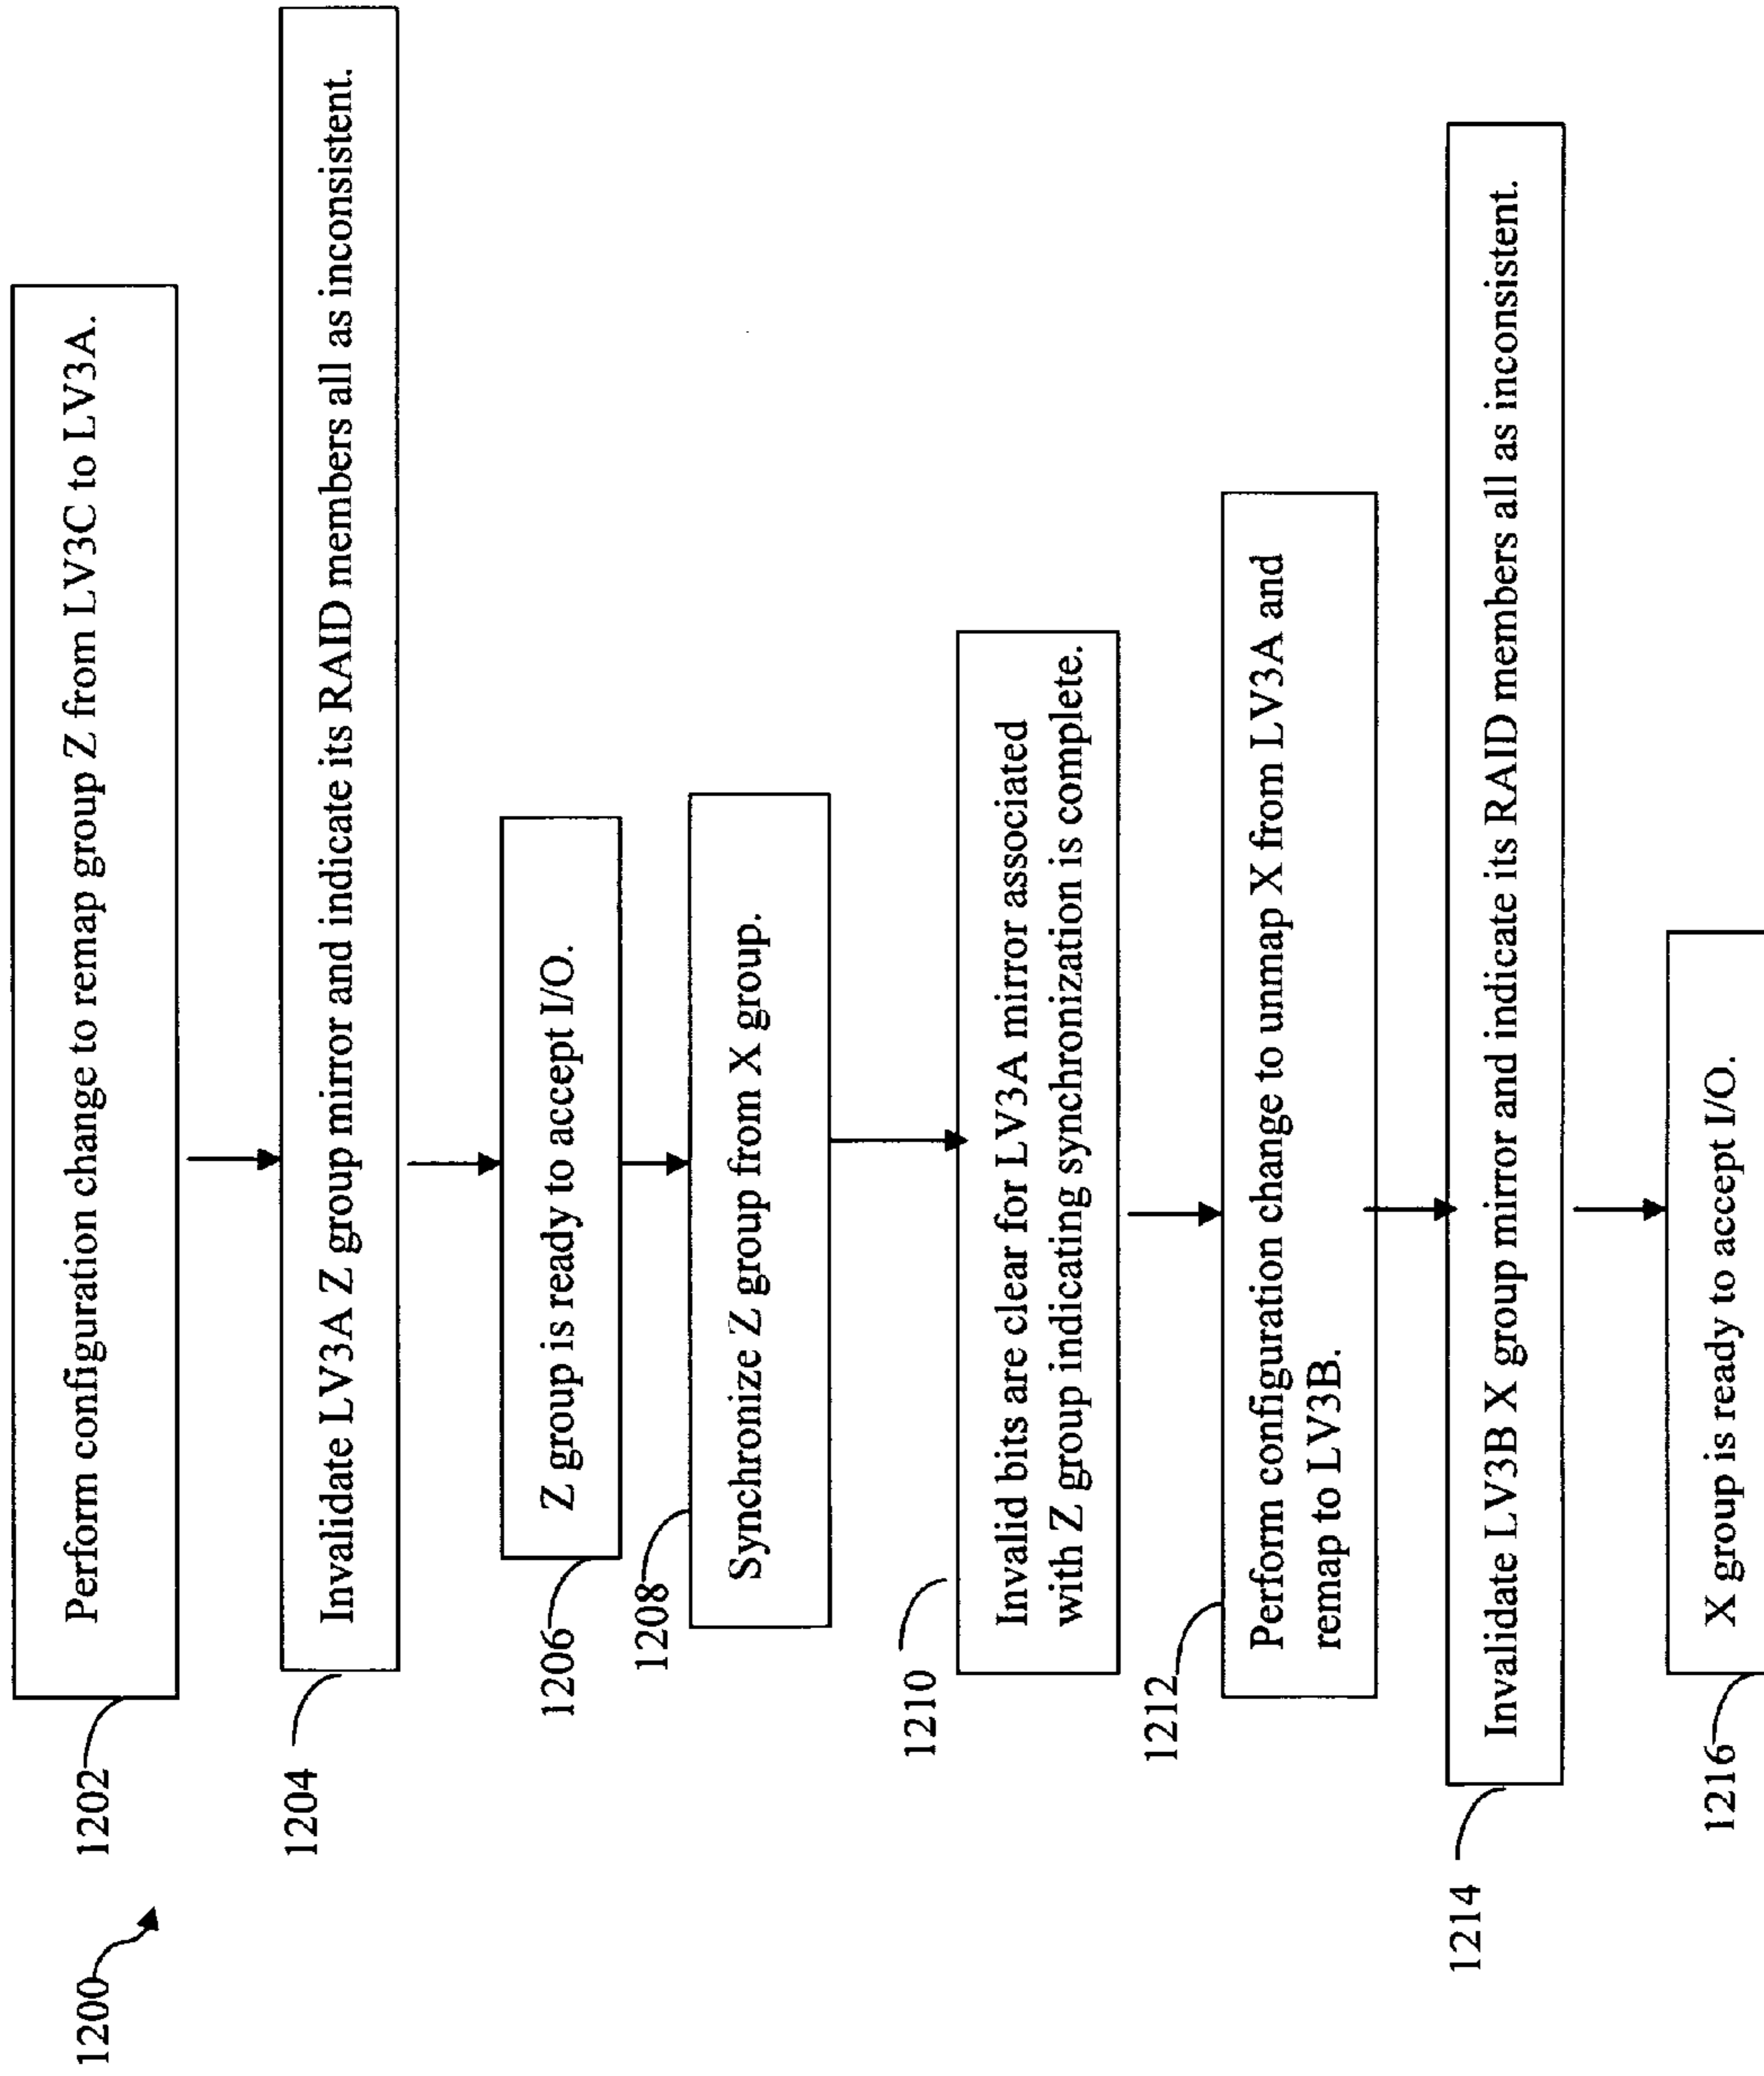 1200
1202
Perform configuration change to remap group Z from LV3C to LV3A.
1204
Invalidate LV3A Z group mirror and indicate its RAID members all as inconsistent.
1206
Z group is ready to accept I/O.
1208
Synchronize Z group from X group.
1210
Invalid bits are clear for LV3A mirror associated
with Z group indicating synchronization is complete.
1212
Perform configuration change to unmap X from LV3A and
remap to LV3B.
1214
Invalidate LV3B X group mirror and indicate its RAID members all as inconsistent.
1216
X group is ready to accept I/O.